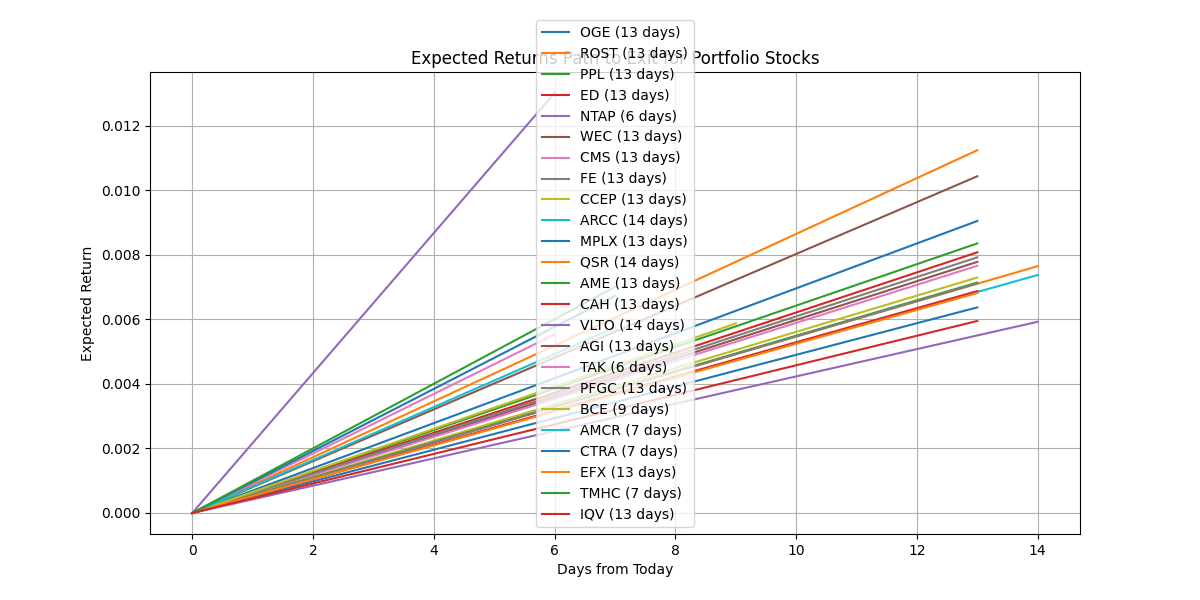 Expected Returns Path to Exit for Portfolio Stocks
OGE (13 days)
ROST (13 days)
PPL (13 days)
ED (13 days)
NTAP (6 days)
WEC (13 days)
CMS (13 days)
FE (13 days)
CCEP (13 days)
ARCC (14 days)
MPLX (13 days)
QSR (14 days)
AME (13 days)
CAH (13 days)
VLTO (14 days)
AGI (13 days)
TAK (6 days)
PFGC (13 days)
BCE (9 days)
AMCR (7 days)
CTRA (7 days)
EFX (13 days)
TMHC (7 days)
IQV (13 days)
Expected Return
0.012
0.010
0.008
0.006
0.004
0.002
0.000
0 2 4 6 8 10 12 14
Days from Today